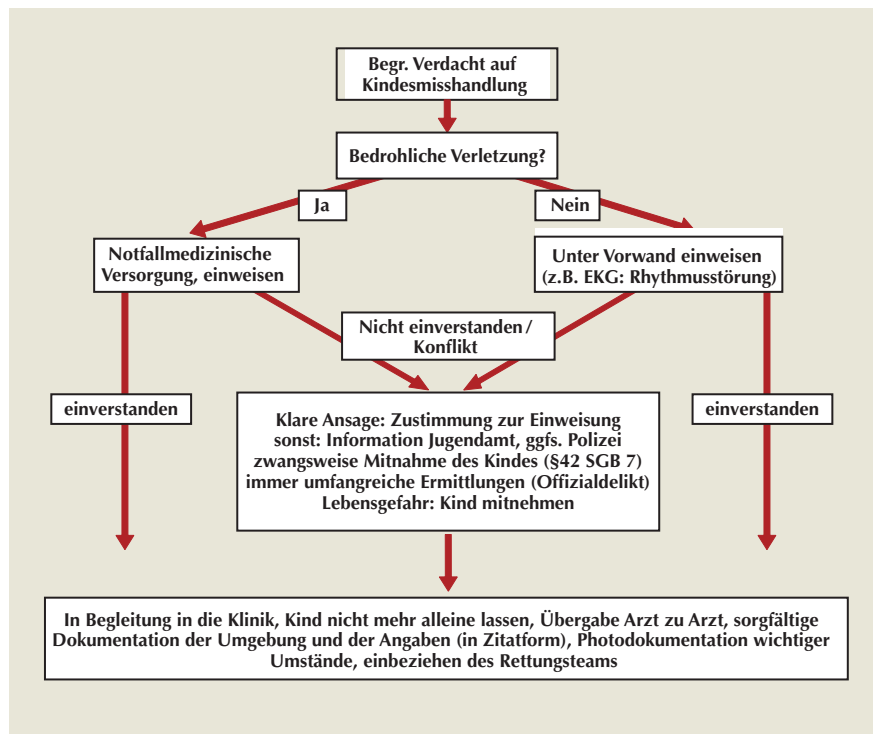 Begr. Verdacht auf
Kindesmisshandlung
Bedrohliche Verletzung?
Ja
Nein
Notfallmedizinische
Versorgung, einweisen
Unter Vorwand einweisen
(z.B. EKG: Rhythmusstörung)
Nicht einverstanden /
Konflikt
einverstanden
einverstanden
Klare Ansage: Zustimmung zur Einweisung
sonst: Information Jugendamt, ggfs. Polizei
zwangsweise Mitnahme des Kindes (§42 SGB 7)
immer umfangreiche Ermittlungen (Offizialdelikt)
Lebensgefahr: Kind mitnehmen
In Begleitung in die Klinik, Kind nicht mehr alleine lassen, Übergabe Arzt zu Arzt, sorgfältige
Dokumentation der Umgebung und der Angaben (in Zitatform), Photodokumentation wichtiger
Umstände, einbeziehen des Rettungsteams